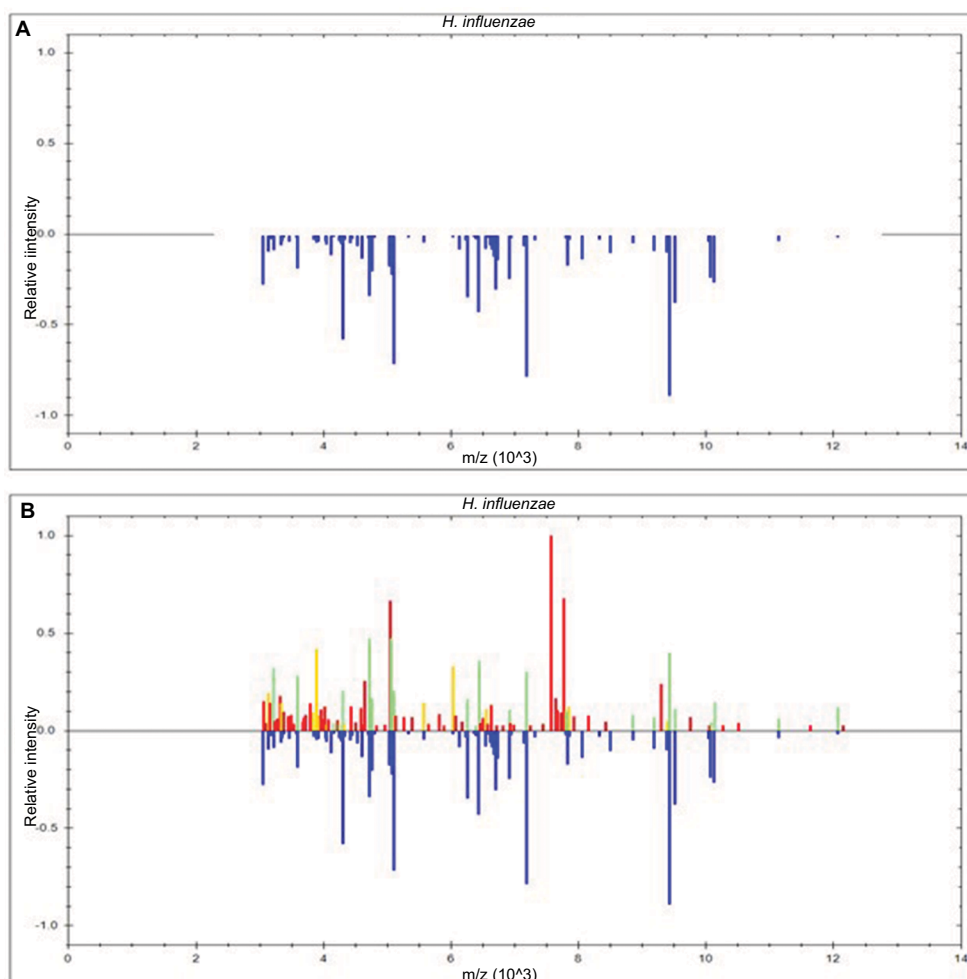 A
H. influenzae
1.0
0.5
0.0
-0.5
-1.0
Relative iintensity
0 2 4 6 8 10 12 14
m/z (10^3)
B
H. influenzae
1.0
0.5
0.0
-0.5
-1.0
Relative intensity
0 2 4 6 8 10 12 14
m/z (10^3)